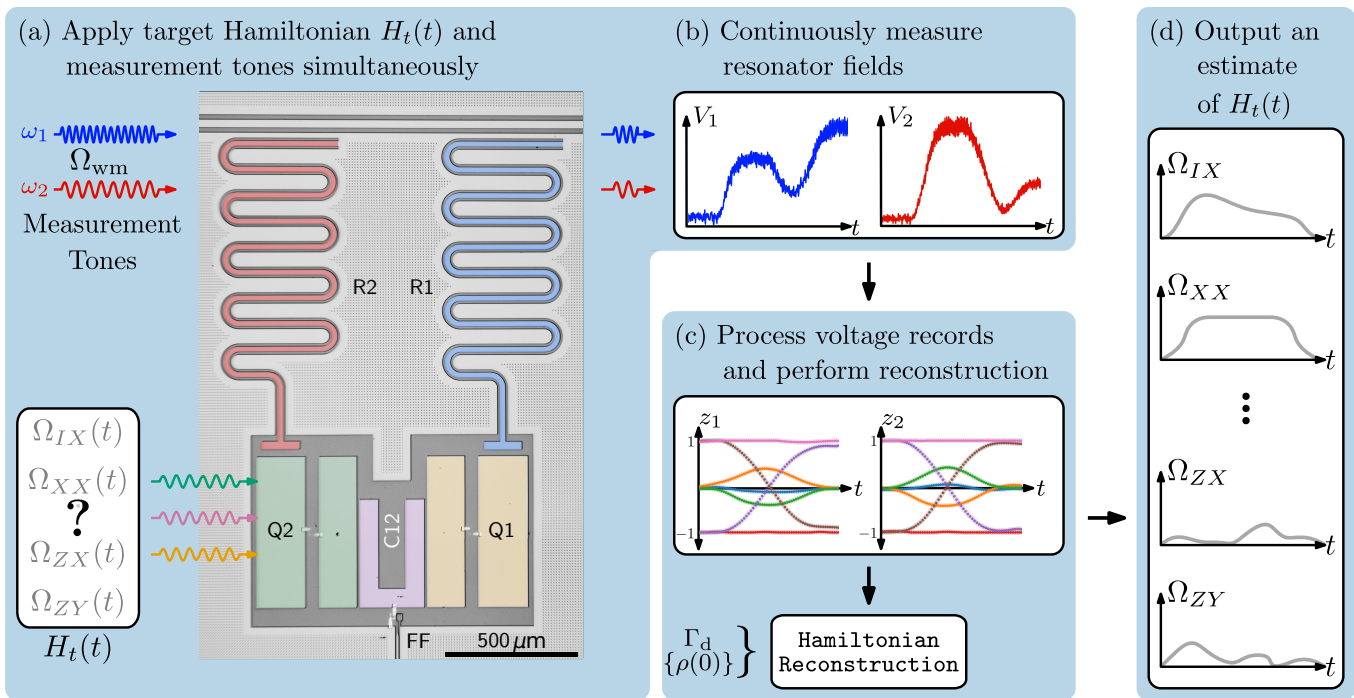 (a) Apply target Hamiltonian H_t(t) and
measurement tones simultaneously
ω_1
Ω_wm
ω_2
Measurement
Tones
R2
R1
Ω_IX(t)
Ω_XX(t)
?
Ω_ZX(t)
Ω_ZY(t)
H_t(t)
Q2
C12
Q1
FF
500 μm
(b) Continuously measure
resonator fields
V_1
t
V_2
t
(c) Process voltage records
and perform reconstruction
z_1
1
−1
t
z_2
1
−1
t
Γ_d
{ρ(0)}
}
Hamiltonian
Reconstruction
(d) Output an
estimate
of H_t(t)
Ω_IX
t
Ω_XX
t
Ω_ZX
t
Ω_ZY
t